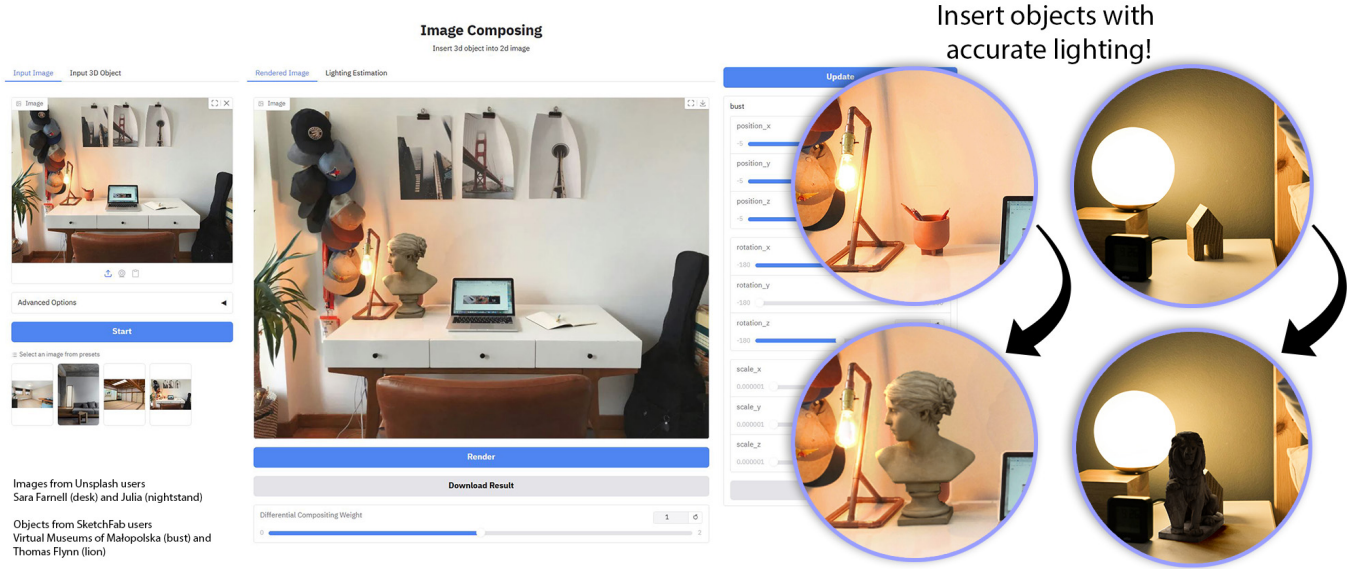 Image Composing
Insert 3d object into 2d image
Insert objects with
accurate lighting!
Input Image
Input 3D Object
Image
Advanced Options
Start
Select an image from presets
Images from Unsplash users
Sara Farnell (desk) and Julia (nightstand)
Objects from SketchFab users
Virtual Museums of Małopolska (bust) and
Thomas Flynn (lion)
Rendered Image
Lighting Estimation
Image
Render
Download Result
Differential Compositing Weight
1
0
2
Update
bust
position_x
-5
position_y
-5
position_z
-5
rotation_x
-180
rotation_y
-180
rotation_z
-180
scale_x
0.000001
scale_y
0.000001
scale_z
0.000001